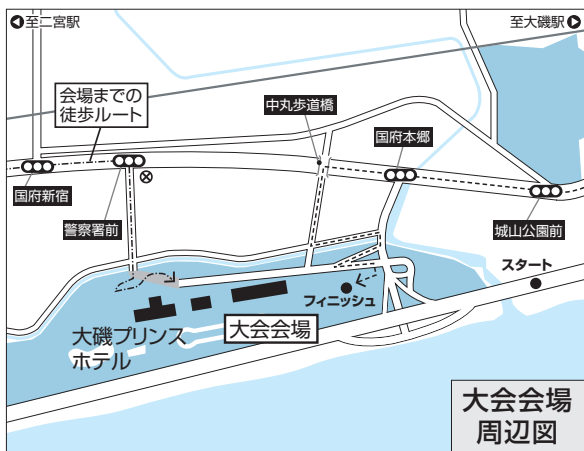 至二宮駅
至大磯駅
会場までの
徒歩ルート
中丸歩道橋
国府本郷
国府新宿
警察署前
城山公園前
スタート
フィニッシュ
大会会場
大磯プリンス
ホテル
大会会場
周辺図